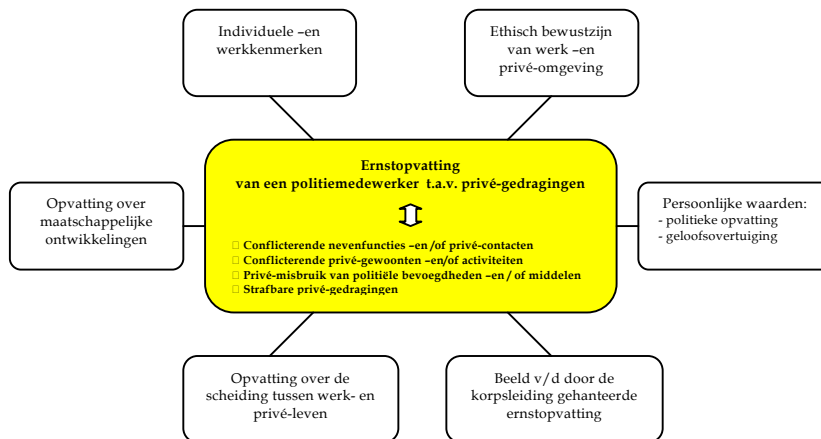 Individuele –en
werkkenmerken
Ethisch bewustzijn
van werk –en
privé-omgeving
Ernstopvatting
van een politiemedewerker t.a.v. privé-gedragingen
□ Conflicterende nevenfuncties –en/of privé-contacten
□ Conflicterende privé-gewoonten –en/of activiteiten
□ Privé-misbruik van politiële bevoegdheden –en / of middelen
□ Strafbare privé-gedragingen
Opvatting over
maatschappelijke
ontwikkelingen
Persoonlijke waarden:
- politieke opvatting
- geloofsovertuiging
Opvatting over de
scheiding tussen werk- en
privé-leven
Beeld v/d door de
korpsleiding gehanteerde
ernstopvatting